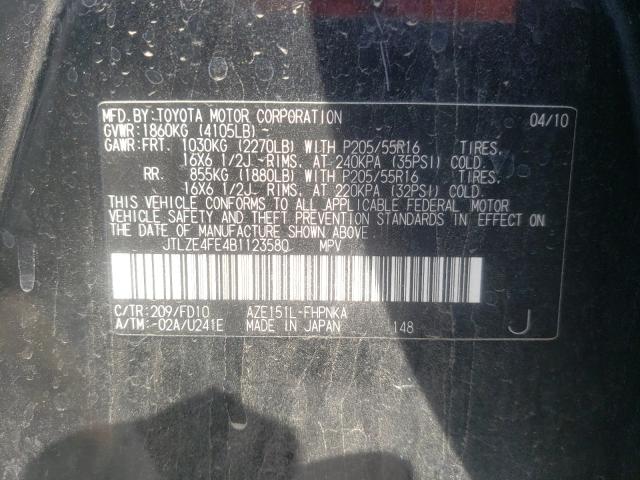 MFD.BY:TOYOTA MOTOR CORPORATION 04/10
GVWR:1860KG (4105LB)
GAWR:FRT. 1030KG (2270LB) WITH P205/55R16 TIRES,
16X6 1/2J RIMS, AT 240KPA (35PSI) COLD.
RR. 855KG (1880LB) WITH P205/55R16 TIRES,
16X6 1/2J RIMS, AT 220KPA (32PSI) COLD.
THIS VEHICLE CONFORMS TO ALL APPLICABLE FEDERAL MOTOR
VEHICLE SAFETY AND THEFT PREVENTION STANDARDS IN EFFECT ON
THE DATE OF MANUFACTURE SHOWN ABOVE.
JTLZE4FE4B1123580 MPV
C/TR:209/FD10 AZE151L-FHPNKA
A/TM:-02A/U241E MADE IN JAPAN 148 J